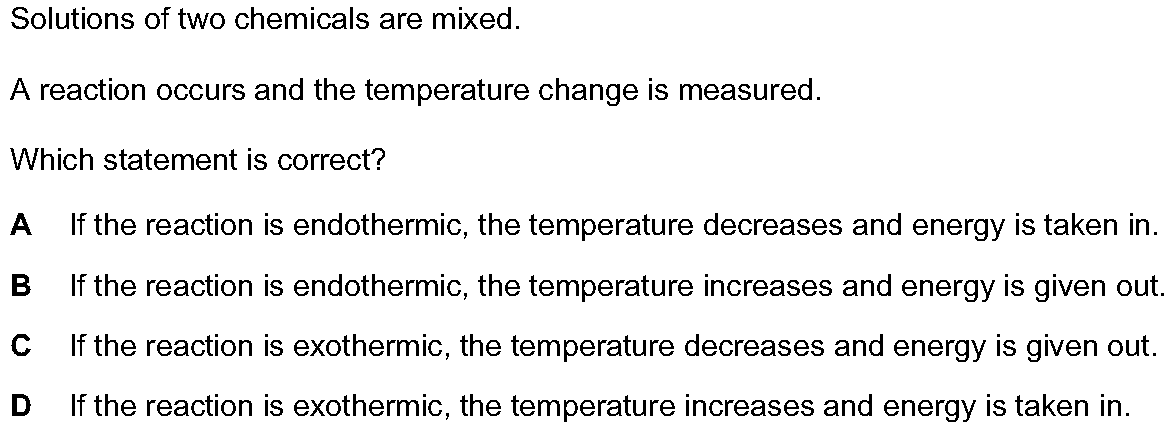 Solutions of two chemicals are mixed.
A reaction occurs and the temperature change is measured.
Which statement is correct?
A If the reaction is endothermic, the temperature decreases and energy is taken in.
B If the reaction is endothermic, the temperature increases and energy is given out.
C If the reaction is exothermic, the temperature decreases and energy is given out.
D If the reaction is exothermic, the temperature increases and energy is taken in.